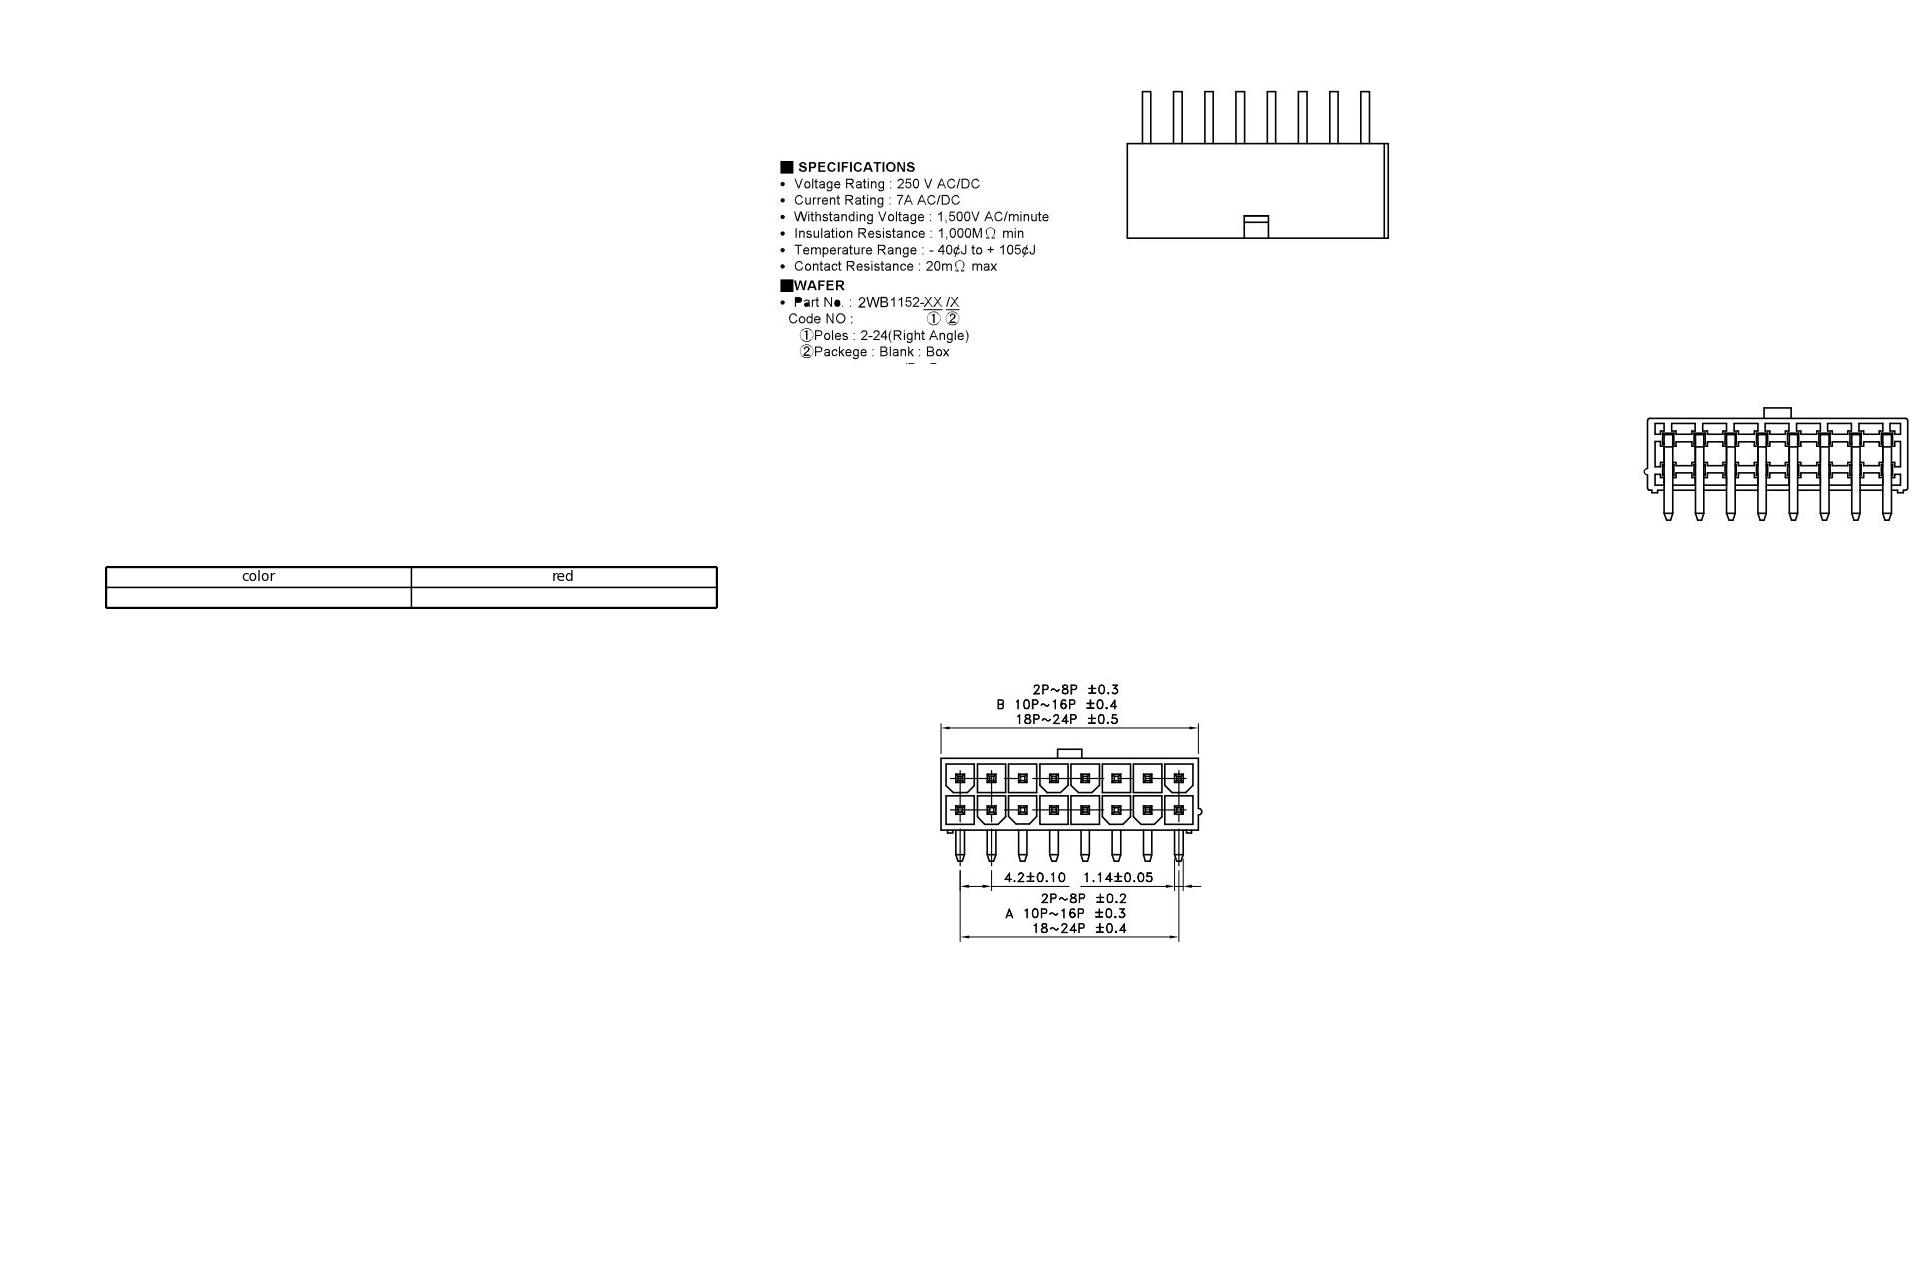 ■ SPECIFICATIONS
• Voltage Rating : 250 V AC/DC
• Current Rating : 7A AC/DC
• Withstanding Voltage : 1,500V AC/minute
• Insulation Resistance : 1,000MΩ min
• Temperature Range : - 40¢J to + 105¢J
• Contact Resistance : 20mΩ max
■WAFER
• Part No. : 2WB1152-XX /X
Code NO : ① ②
①Poles : 2-24(Right Angle)
②Packege : Blank : Box
color red
2P~8P ±0.3
B 10P~16P ±0.4
18P~24P ±0.5
4.2±0.10 1.14±0.05
2P~8P ±0.2
A 10P~16P ±0.3
18~24P ±0.4